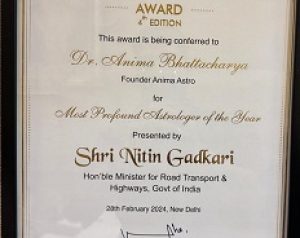 AWARD
4th EDITION
This award is being conferred to
Dr. Anima Bhattacharya
Founder Anima Astro
for
Most Profound Astrologer of the Year
Presented by
Shri Nitin Gadkari
Hon'ble Minister for Road Transport &
Highways, Govt of India
28th February 2024, New Delhi